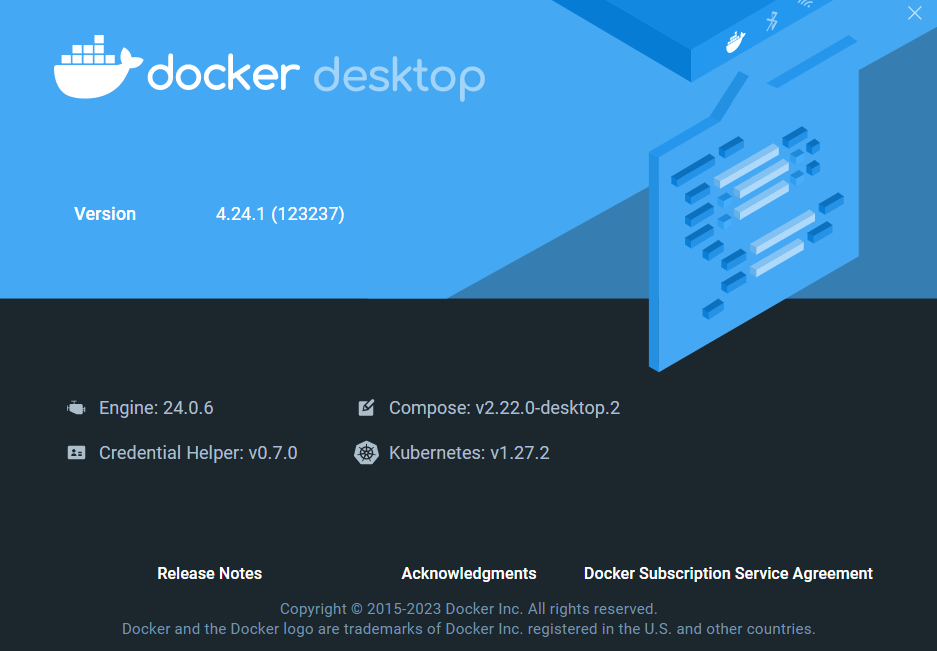 docker desktop
Version 4.24.1 (123237)
Engine: 24.0.6 Compose: v2.22.0-desktop.2
Credential Helper: v0.7.0 Kubernetes: v1.27.2
Release Notes Acknowledgments Docker Subscription Service Agreement
Copyright © 2015-2023 Docker Inc. All rights reserved.
Docker and the Docker logo are trademarks of Docker Inc. registered in the U.S. and other countries.